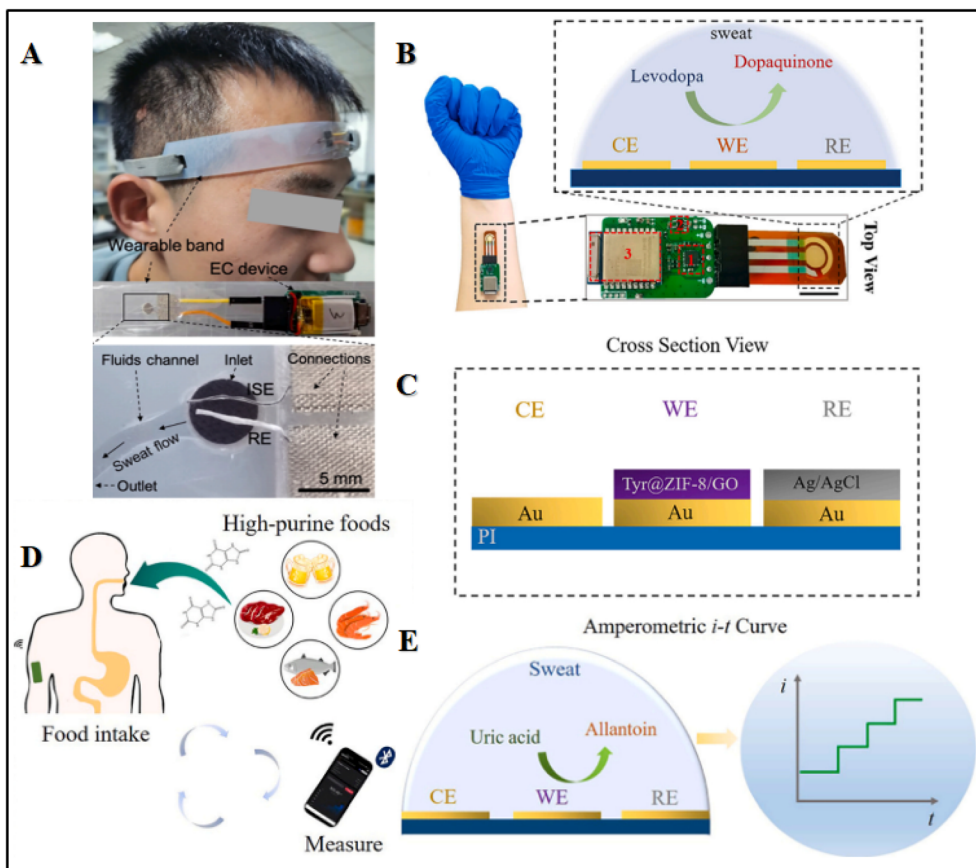 A
Wearable band
EC device
Fluids channel
Inlet
Connections
ISE
RE
Sweat flow
Outlet
5 mm
B
sweat
Levodopa
Dopaquinone
CE
WE
RE
3
1
Top View
Cross Section View
C
CE
WE
RE
Tyr@ZIF-8/GO
Ag/AgCl
Au
Au
Au
PI
D
High-purine foods
Food intake
Measure
E
Amperometric i-t Curve
Sweat
Uric acid
Allantoin
CE
WE
RE
i
t